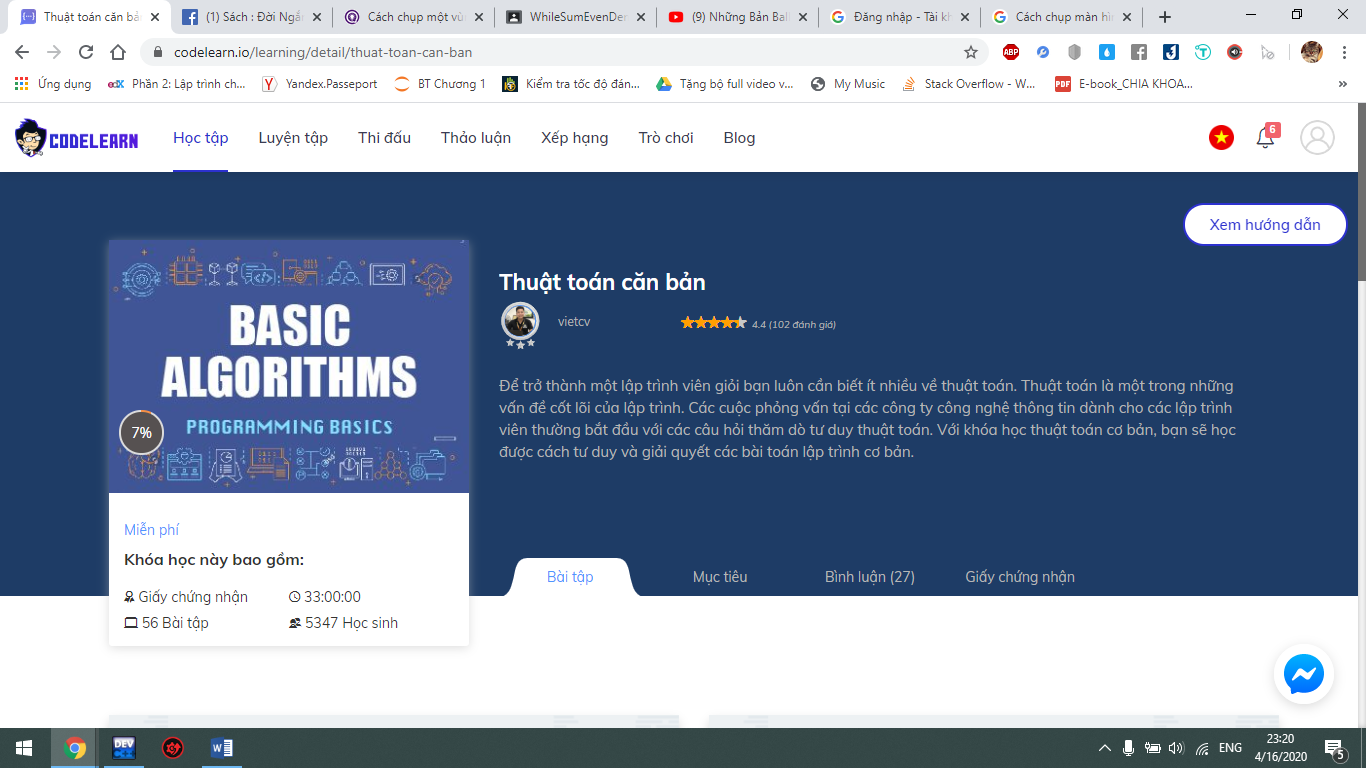 Thuật toán căn bả
(1) Sách : Đời Ngắ
Cách chụp một vù
WhileSumEvenDer
(9) Những Bản Ball
Đăng nhập - Tài kh
Cách chụp màn hìn
codelearn.io/learning/detail/thuat-toan-can-ban
ABP
Ứng dụng
edX Phần 2: Lập trình ch...
Yandex.Passeport
BT Chương 1
Kiểm tra tốc độ đán...
Tặng bộ full video v...
My Music
Stack Overflow - W...
PDF E-book_CHIA KHOA...
CODELEARN
Học tập
Luyện tập
Thi đấu
Thảo luận
Xếp hạng
Trò chơi
Blog
6
Xem hướng dẫn
BASIC
ALGORITHMS
PROGRAMMING BASICS
7%
Thuật toán căn bản
vietcv
4.4 (102 đánh giá)
Để trở thành một lập trình viên giỏi bạn luôn cần biết ít nhiều về thuật toán. Thuật toán là một trong những
vấn đề cốt lõi của lập trình. Các cuộc phỏng vấn tại các công ty công nghệ thông tin dành cho các lập trình
viên thường bắt đầu với các câu hỏi thăm dò tư duy thuật toán. Với khóa học thuật toán cơ bản, bạn sẽ học
được cách tư duy và giải quyết các bài toán lập trình cơ bản.
Miễn phí
Khóa học này bao gồm:
Giấy chứng nhận
33:00:00
56 Bài tập
5347 Học sinh
Bài tập
Mục tiêu
Bình luận (27)
Giấy chứng nhận
DEV
ENG
23:20
4/16/2020
5